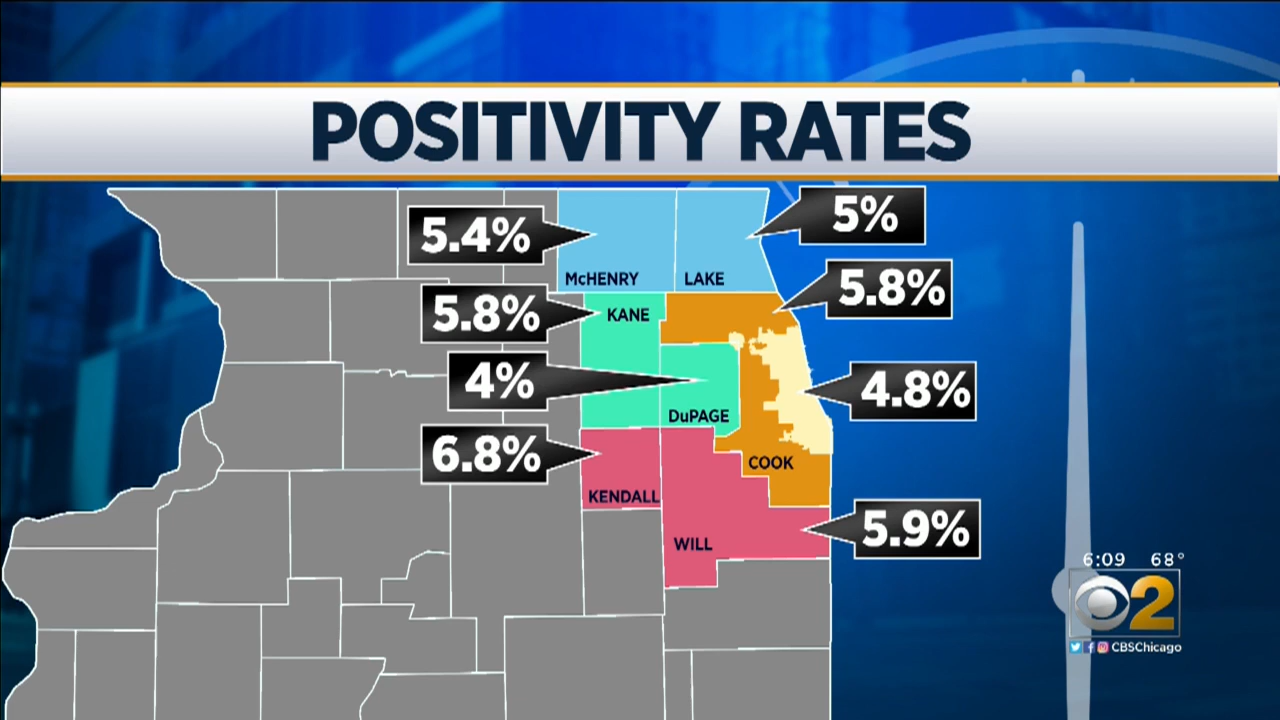 POSITIVITY RATES
5.4%
5%
McHENRY
LAKE
5.8%
KANE
5.8%
4%
4.8%
DuPAGE
6.8%
COOK
KENDALL
5.9%
WILL
6:09 68°
2
CBSChicago